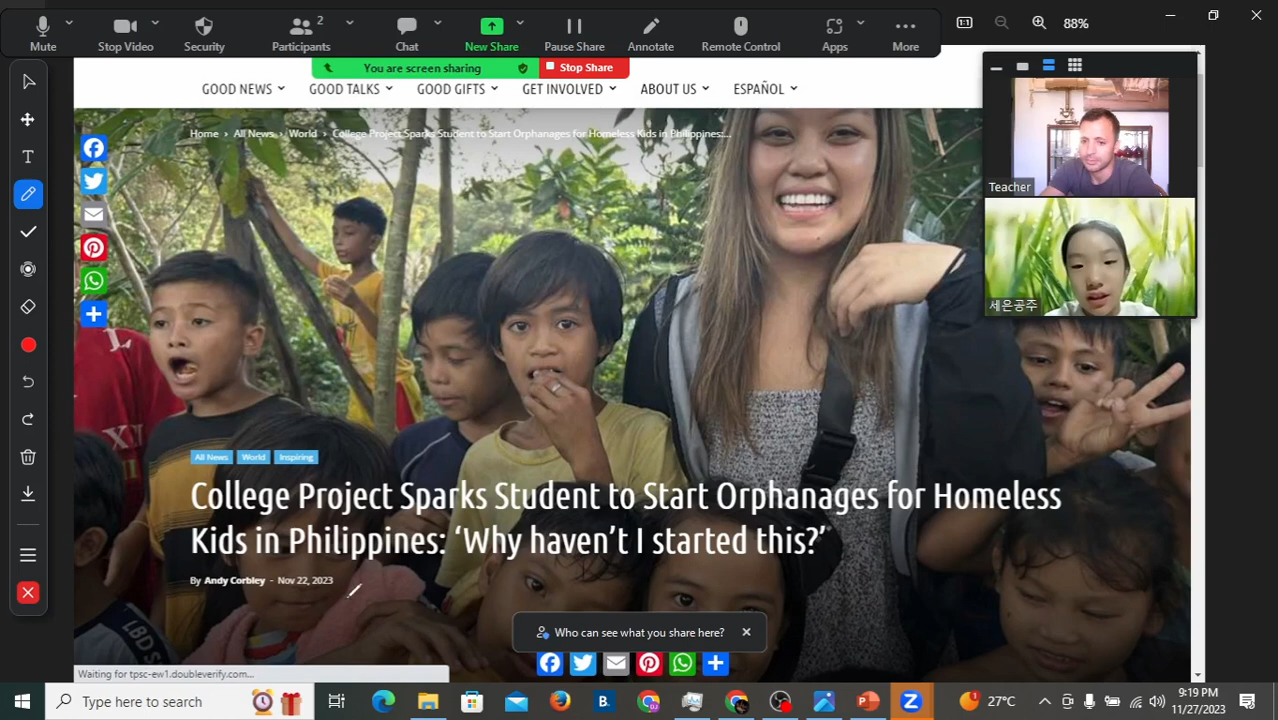 2
Mute
Stop Video
Security
Participants
Chat
New Share
Pause Share
Annotate
Remote Control
Apps
More
1:1
88%
You are screen sharing
Stop Share
GOOD NEWS
GOOD TALKS
GOOD GIFTS
GET INVOLVED
ABOUT US
ESPAÑOL
Home › All News › World › College Project Sparks Student to Start Orphanages for Homeless Kids in Philippines:...
Teacher
세은공주
All News
World
Inspiring
College Project Sparks Student to Start Orphanages for Homeless
Kids in Philippines: ‘Why haven’t I started this?’
By Andy Corbley - Nov 22, 2023
LBDS
Who can see what you share here?
Waiting for tpsc-ew1.doubleverify.com...
Type here to search
B.
27°C
9:19 PM
11/27/2023